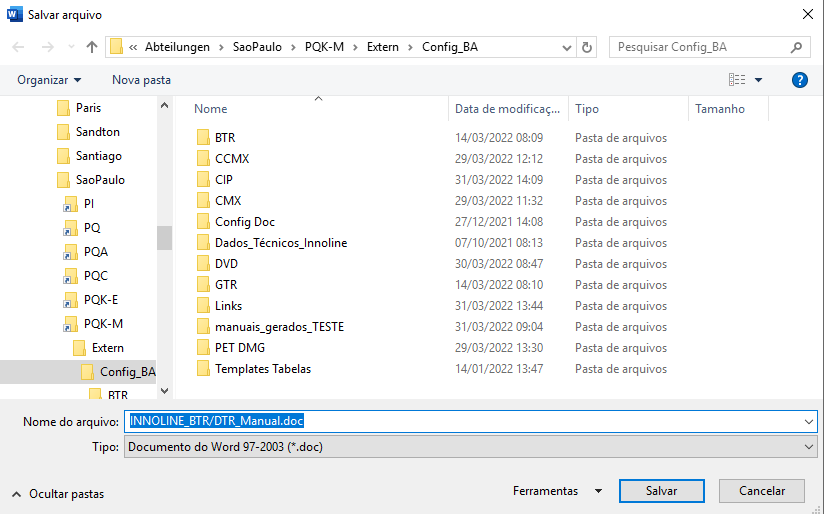 Salvar arquivo
« Abteilungen > SaoPaulo > PQK-M > Extern > Config_BA
Pesquisar Config_BA
Organizar
Nova pasta
Paris
Sandton
Santiago
SaoPaulo
PI
PQ
PQA
PQC
PQK-E
PQK-M
Extern
Config_BA
BTR
Nome Data de modificaç... Tipo Tamanho
BTR 14/03/2022 08:09 Pasta de arquivos
CCMX 29/03/2022 12:12 Pasta de arquivos
CIP 31/03/2022 14:09 Pasta de arquivos
CMX 29/03/2022 11:32 Pasta de arquivos
Config Doc 27/12/2021 14:08 Pasta de arquivos
Dados_Técnicos_Innoline 07/10/2021 08:13 Pasta de arquivos
DVD 30/03/2022 08:47 Pasta de arquivos
GTR 14/03/2022 08:10 Pasta de arquivos
Links 31/03/2022 13:44 Pasta de arquivos
manuais_gerados_TESTE 31/03/2022 09:04 Pasta de arquivos
PET DMG 29/03/2022 13:30 Pasta de arquivos
Templates Tabelas 14/01/2022 13:47 Pasta de arquivos
Nome do arquivo: INNOLINE_BTR/DTR_Manual.doc
Tipo: Documento do Word 97-2003 (*.doc)
Ocultar pastas
Ferramentas
Salvar
Cancelar